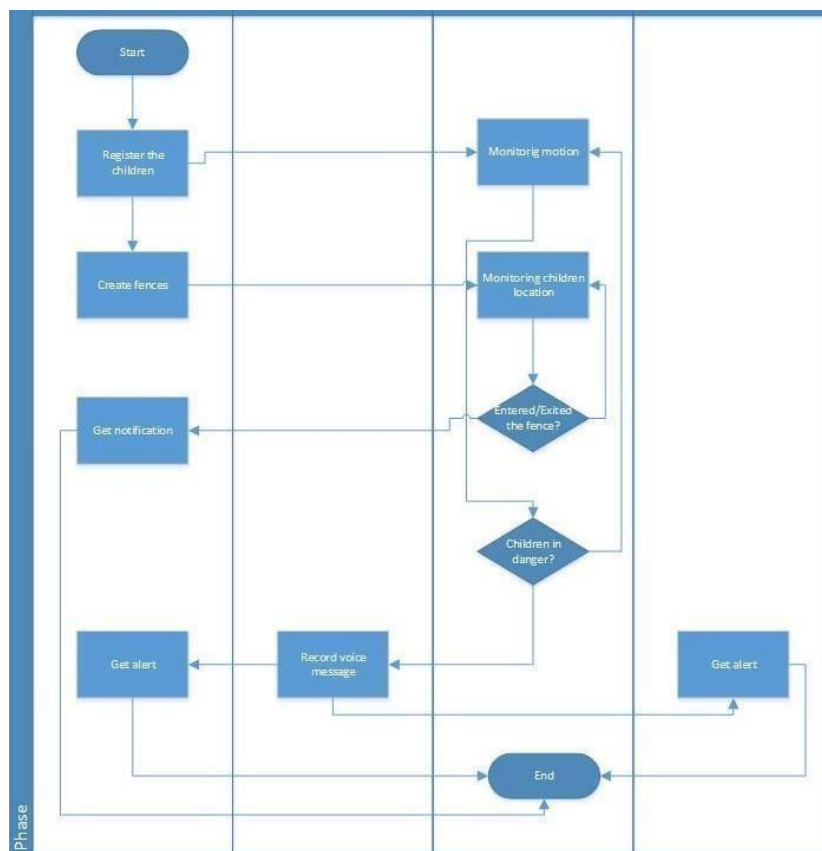 Start
Register the
children
Monitorig motion
Create fences
Monitoring children
location
Get notification
Entered/Exited
the fence?
Children in
danger?
Get alert
Record voice
message
Get alert
End
Phase